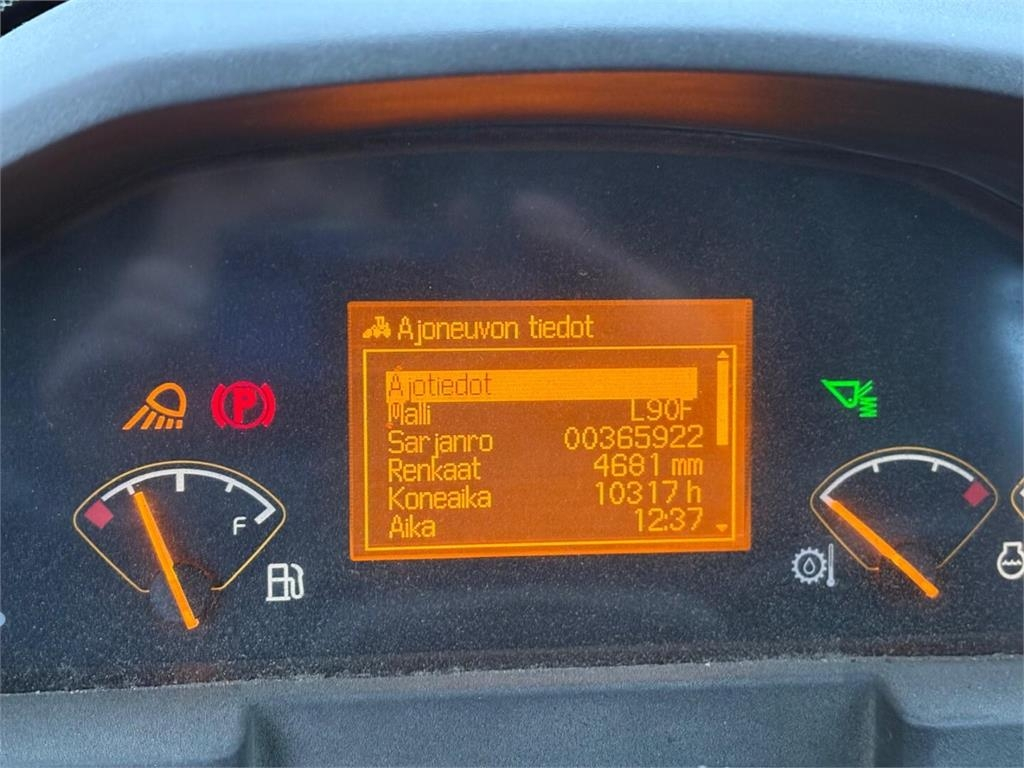 Ajoneuvon tiedot
Ajotiedot
Malli L90F
Sarjanro 00365922
Renkaat 4681 mm
Koneaika 10317 h
Aika 12:37
P
F